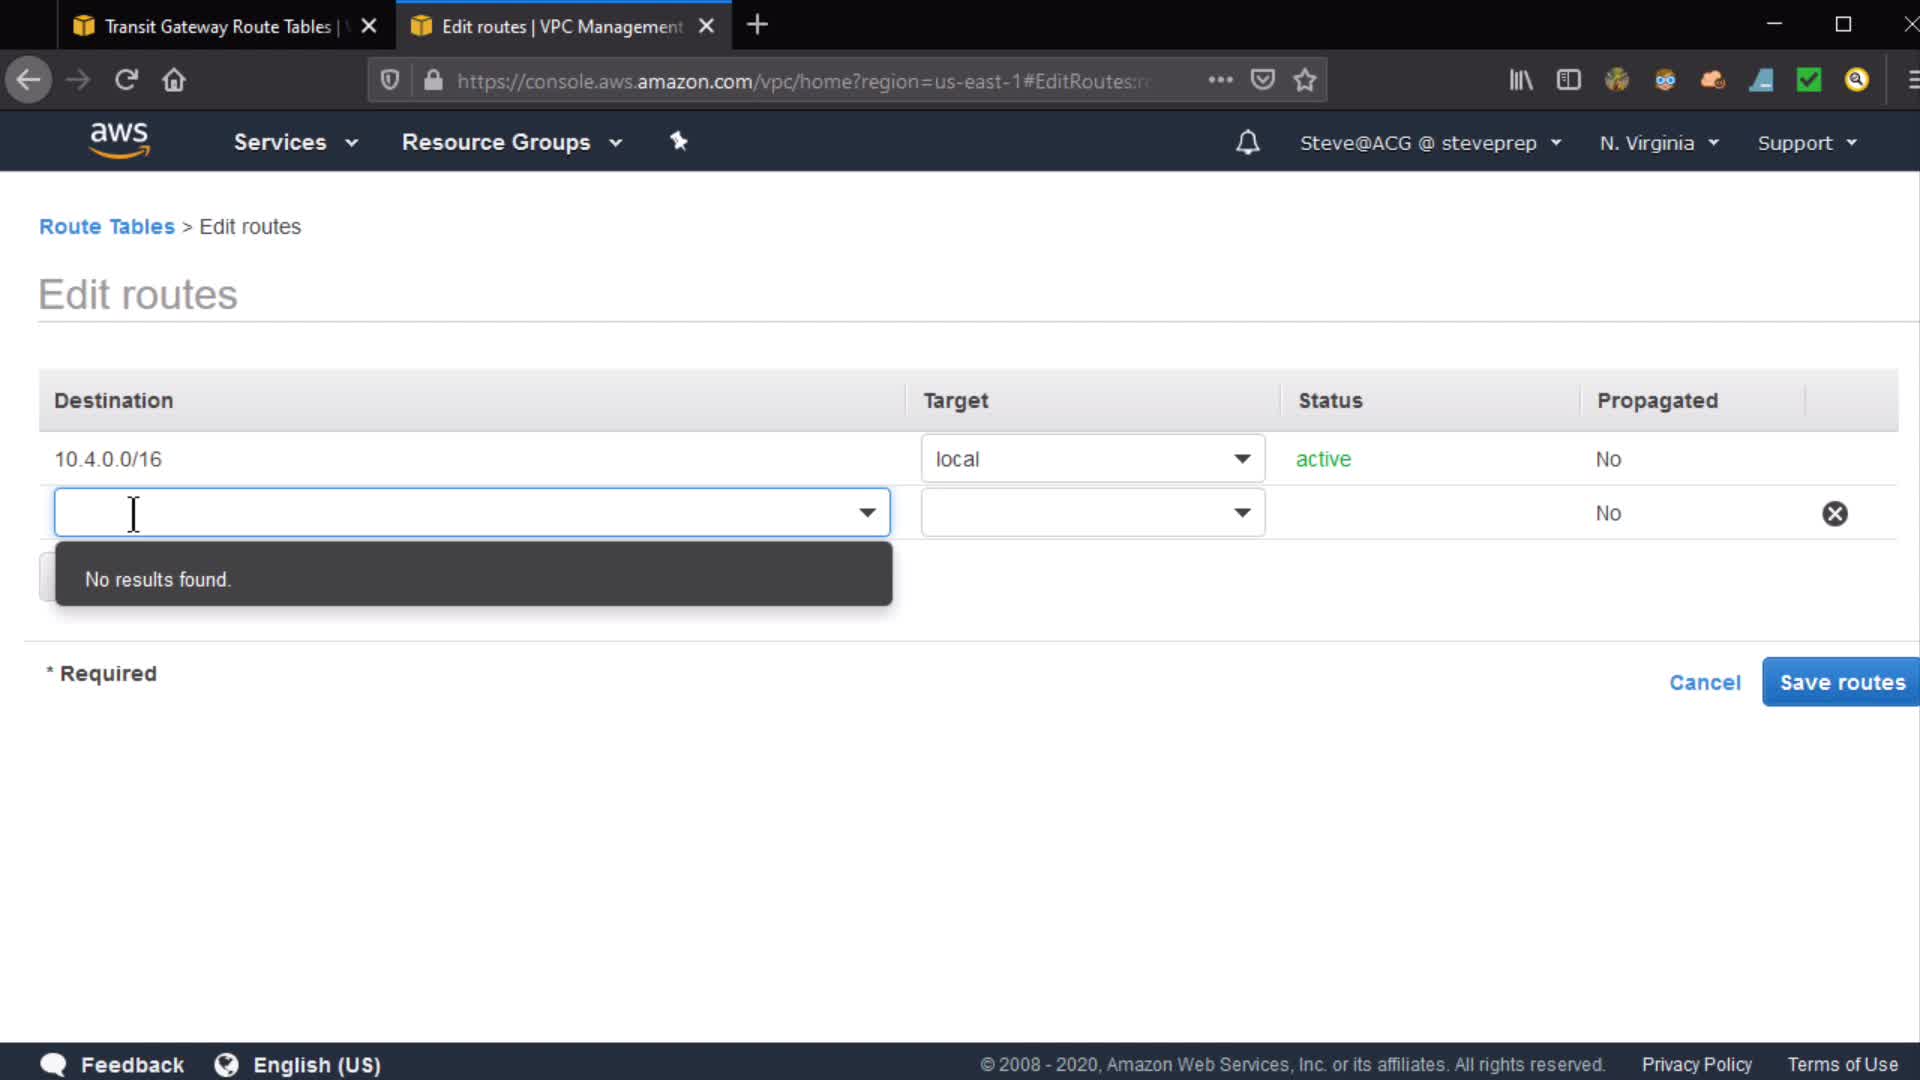 Transit Gateway Route Tables |
Edit routes | VPC Management
https://console.aws.amazon.com/vpc/home?region=us-east-1#EditRoutes:r
aws
Services
Resource Groups
Steve@ACG @ steveprep
N. Virginia
Support
Route Tables > Edit routes
Edit routes
Destination
Target
Status
Propagated
10.4.0.0/16
local
active
No
No
No results found.
* Required
Cancel
Save routes
Feedback
English (US)
© 2008 - 2020, Amazon Web Services, Inc. or its affiliates. All rights reserved.
Privacy Policy
Terms of Use